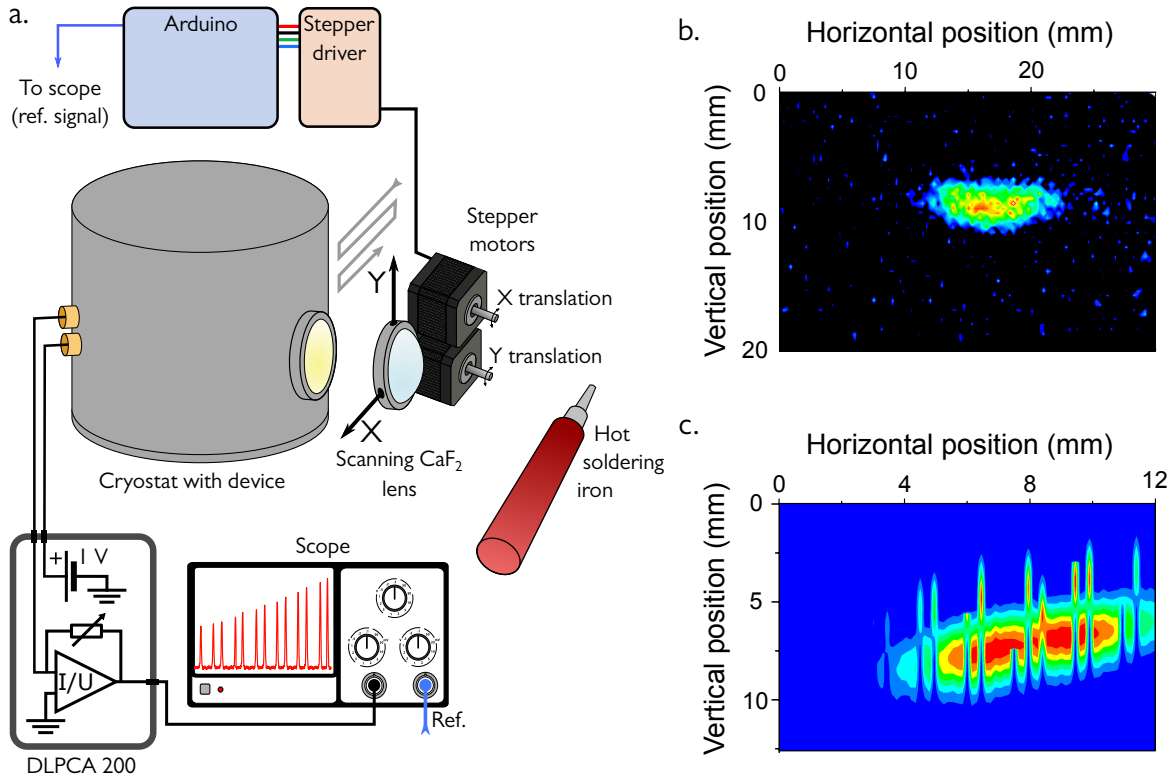 a.
Arduino
Stepper
driver
To scope
(ref. signal)
Stepper
motors
Y
X translation
Y translation
X
Cryostat with device
Scanning CaF₂
lens
Hot
soldering
iron
+ 1 V
I/U
DLPCA 200
Scope
Ref.
b.
Horizontal position (mm)
0 10 20
Vertical position (mm)
0
10
20
c.
Horizontal position (mm)
0 4 8 12
Vertical position (mm)
0
5
10